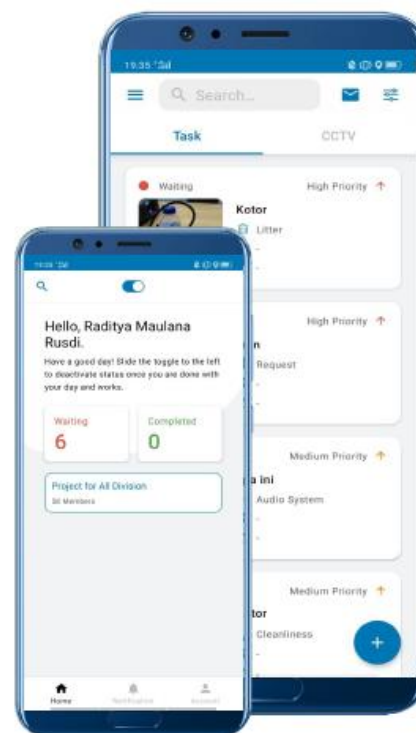 19:35
Search...
Task
CCTV
Waiting
High Priority
Kotor
Litter
-
-
High Priority
Request
-
-
Medium Priority
a ini
Audio System
-
-
Medium Priority
tor
Cleanliness
-
-
+
Hello, Raditya Maulana
Rusdi.
Have a good day! Slide the toggle to the left
to deactivate status once you are done with
your day and works.
Waiting
Completed
6
0
Project for All Division
Members
Home
Notification
Account